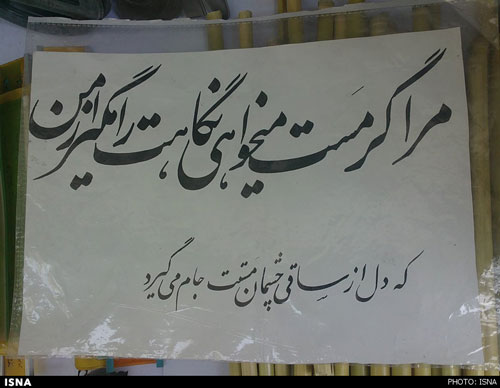 مرا گر مست میخواهی نگاهت را مگیر از من
که دل از ساقی چشمان مستت جام می گیرد
ISNA
PHOTO: ISNA